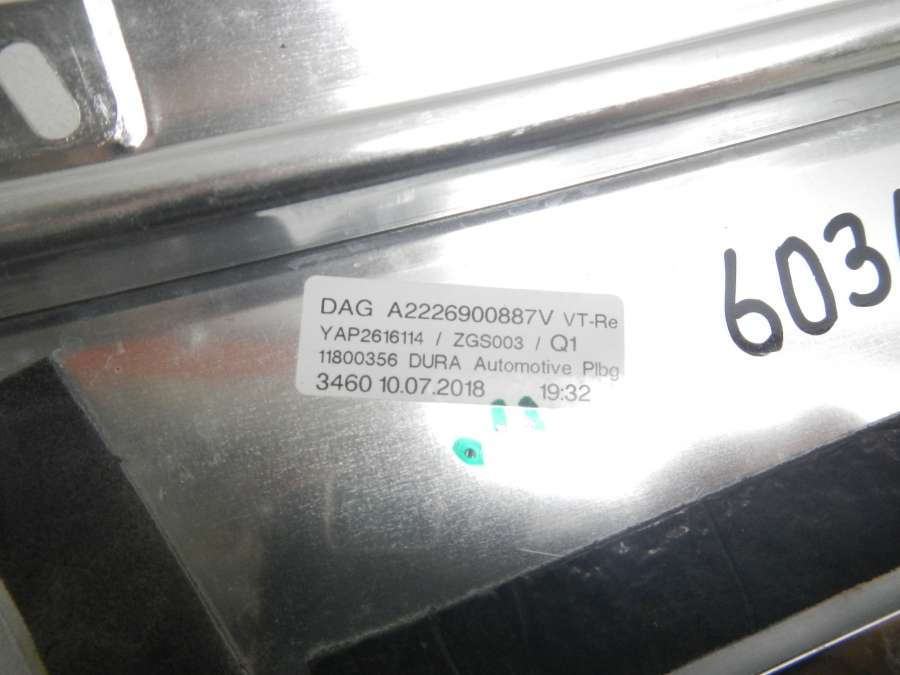 DAG A2226900887V VT-Re
YAP2616114 / ZGS003 / Q1
11800356 DURA Automotive Plbg
3460 10.07.2018 19:32
603